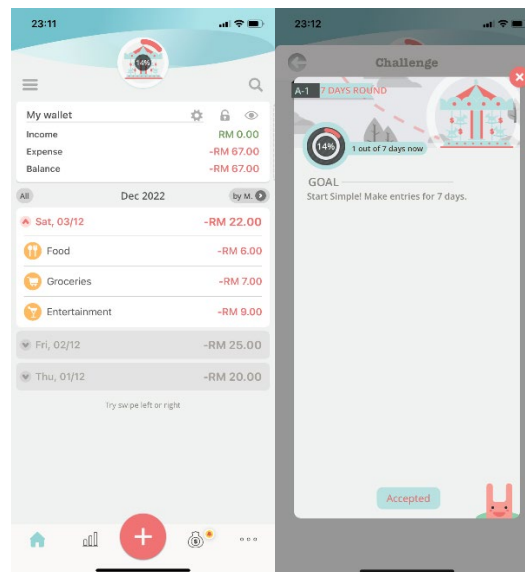 23:11
14%
My wallet
Income RM 0.00
Expense -RM 67.00
Balance -RM 67.00
All Dec 2022 by M.
Sat, 03/12 -RM 22.00
Food -RM 6.00
Groceries -RM 7.00
Entertainment -RM 9.00
Fri, 02/12 -RM 25.00
Thu, 01/12 -RM 20.00
Try swipe left or right
23:12
Challenge
A-1 7 DAYS ROUND
14% 1 out of 7 days now
GOAL
Start Simple! Make entries for 7 days.
Accepted